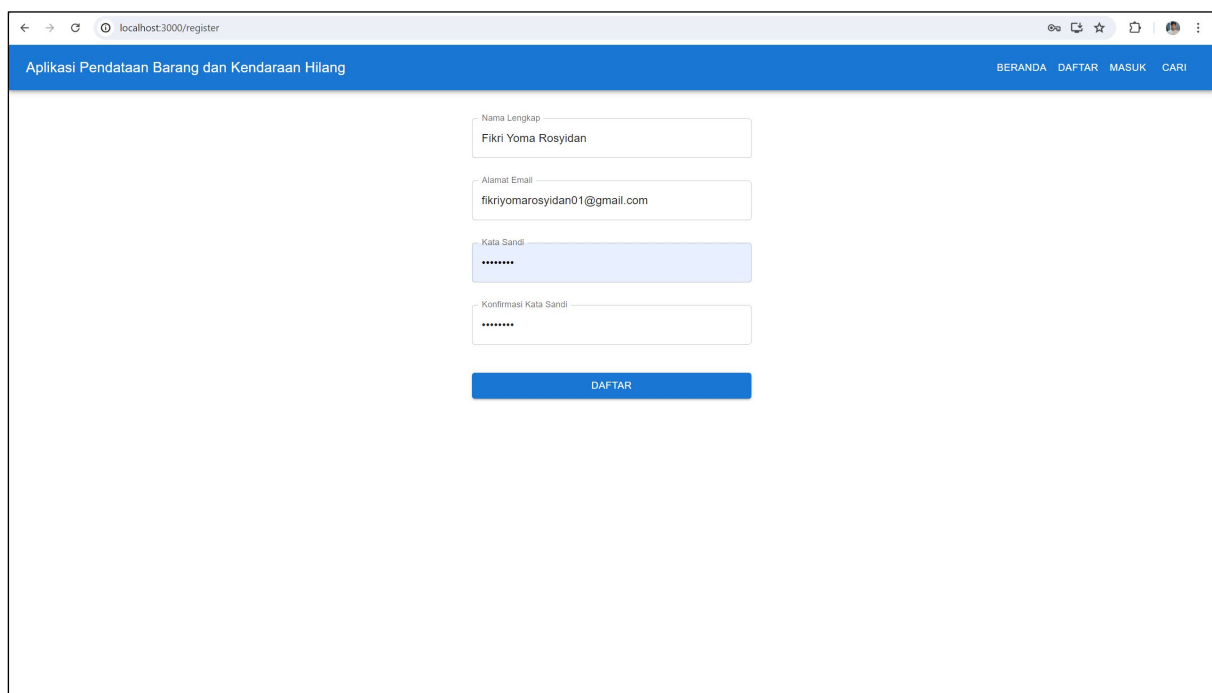 localhost:3000/register
Aplikasi Pendataan Barang dan Kendaraan Hilang
BERANDA DAFTAR MASUK CARI
Nama Lengkap
Fikri Yoma Rosyidan
Alamat Email
fikriyomarosyidan01@gmail.com
Kata Sandi
••••••••
Konfirmasi Kata Sandi
••••••••
DAFTAR